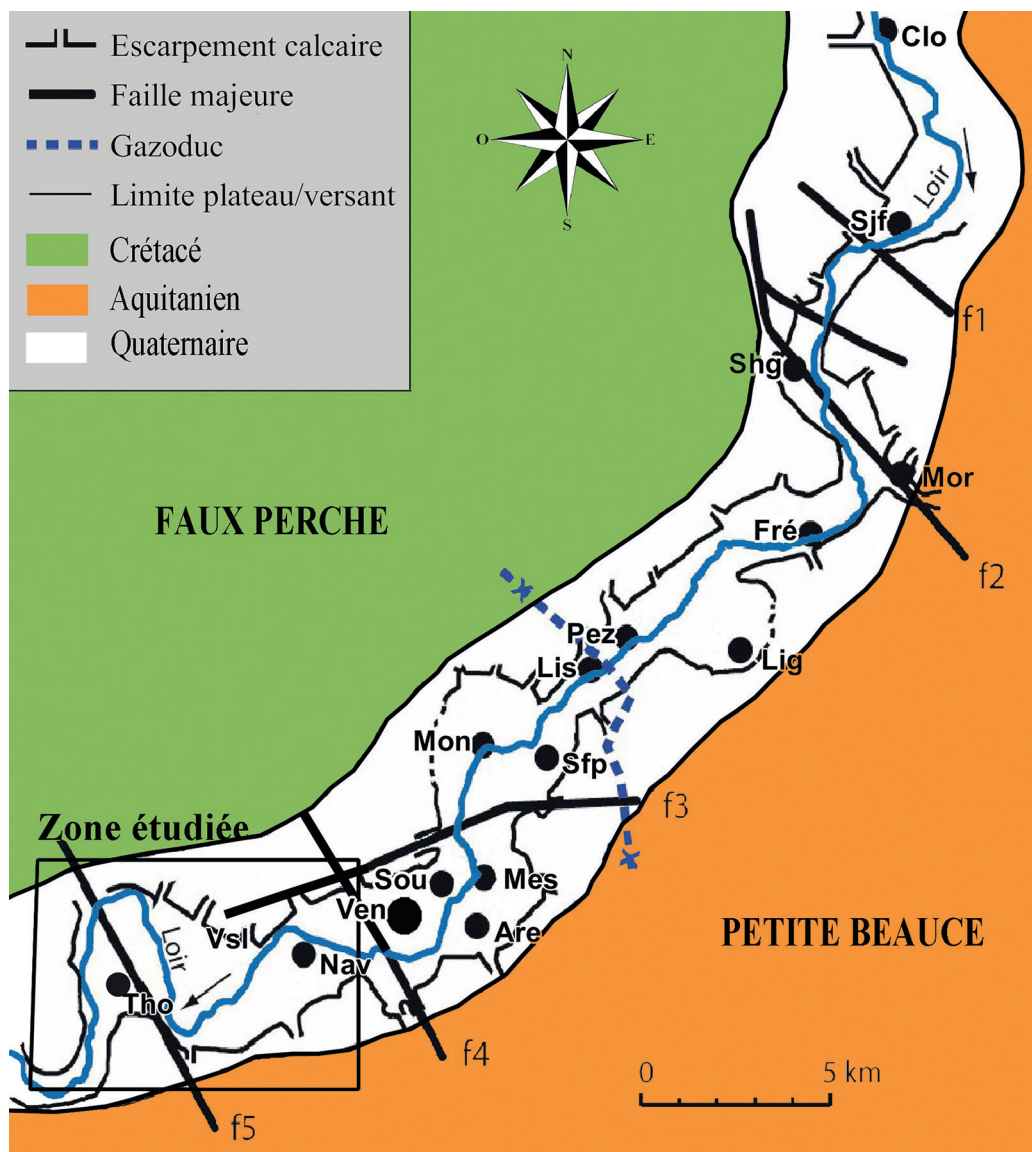 Escarpement calcaire
Faille majeure
Gazoduc
Limite plateau/versant
Crétacé
Aquitanien
Quaternaire
N
O
E
S
Clo
Loir
Sjf
f1
Shg
Mor
FAUX PERCHE
Fré
f2
Pez
Lis
Lig
Mon
Sfp
f3
Zone étudiée
Sou
Mes
Ven
Are
PETITE BEAUCE
Vsl
Loir
Nav
Tho
f4
0
5 km
f5